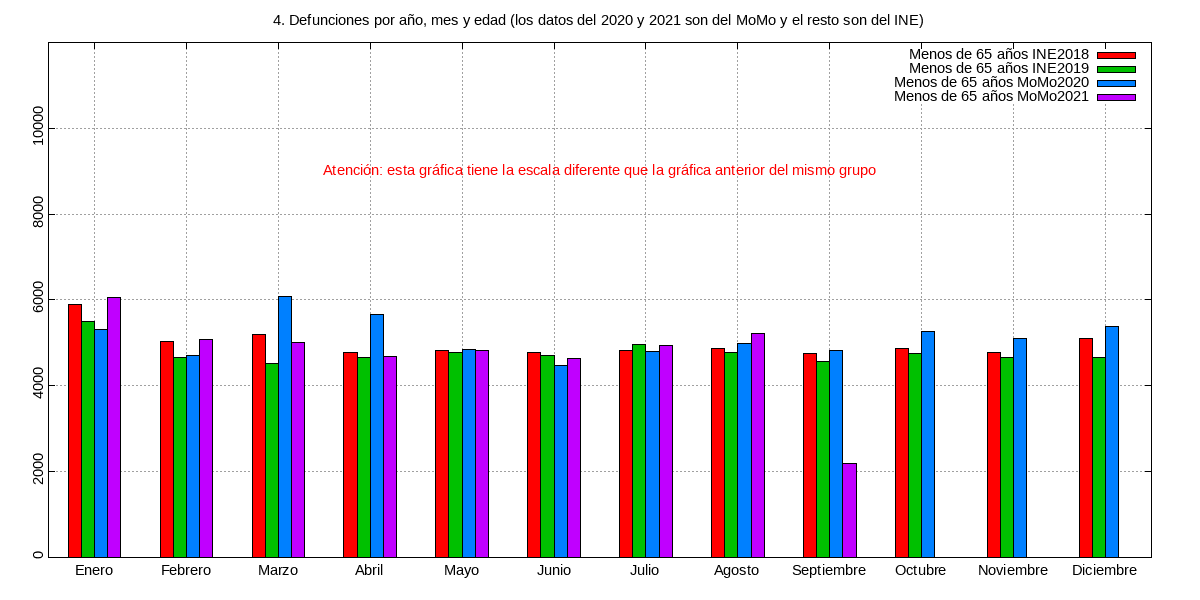 4. Defunciones por año, mes y edad (los datos del 2020 y 2021 son del MoMo y el resto son del INE)
Menos de 65 años INE2018
Menos de 65 años INE2019
Menos de 65 años MoMo2020
Menos de 65 años MoMo2021
Atención: esta gráfica tiene la escala diferente que la gráfica anterior del mismo grupo
10000
8000
6000
4000
2000
0
Enero Febrero Marzo Abril Mayo Junio Julio Agosto Septiembre Octubre Noviembre Diciembre